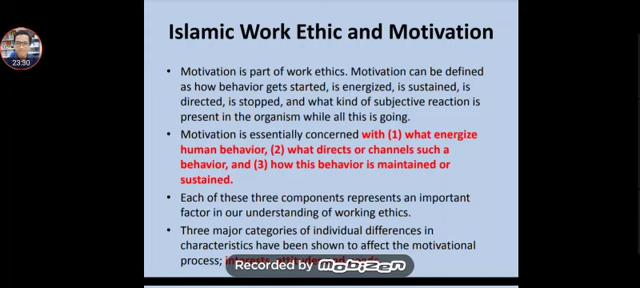 Islamic Work Ethic and Motivation
• Motivation is part of work ethics. Motivation can be defined
as how behavior gets started, is energized, is sustained, is
directed, is stopped, and what kind of subjective reaction is
present in the organism while all this is going.
• Motivation is essentially concerned with (1) what energize
human behavior, (2) what directs or channels such a
behavior, and (3) how this behavior is maintained or
sustained.
• Each of these three components represents an important
factor in our understanding of working ethics.
• Three major categories of individual differences in
characteristics have been shown to affect the motivational
process;
23:30
Recorded by mobizen